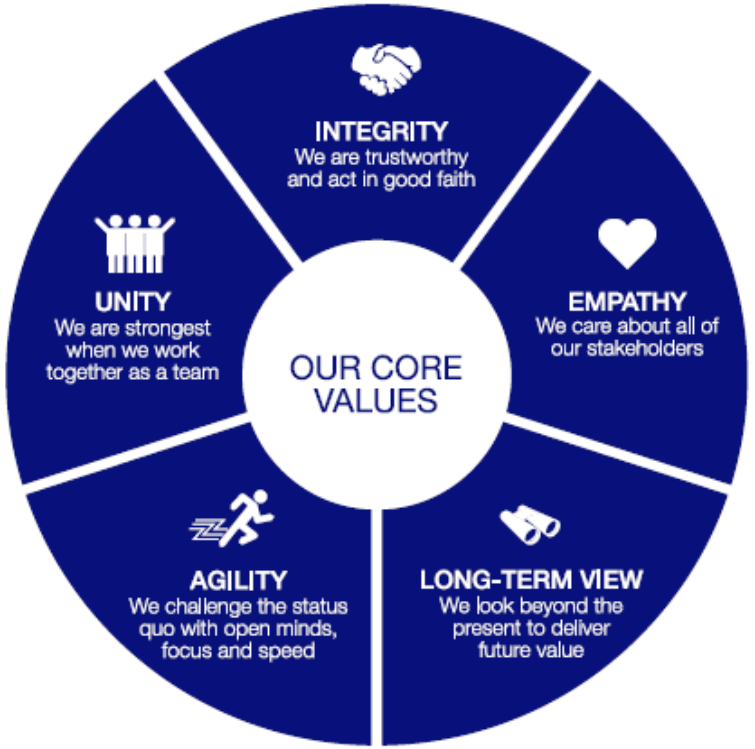 INTEGRITY
We are trustworthy
and act in good faith
EMPATHY
We care about all of
our stakeholders
LONG-TERM VIEW
We look beyond the
present to deliver
future value
AGILITY
We challenge the status
quo with open minds,
focus and speed
UNITY
We are strongest
when we work
together as a team
OUR CORE
VALUES